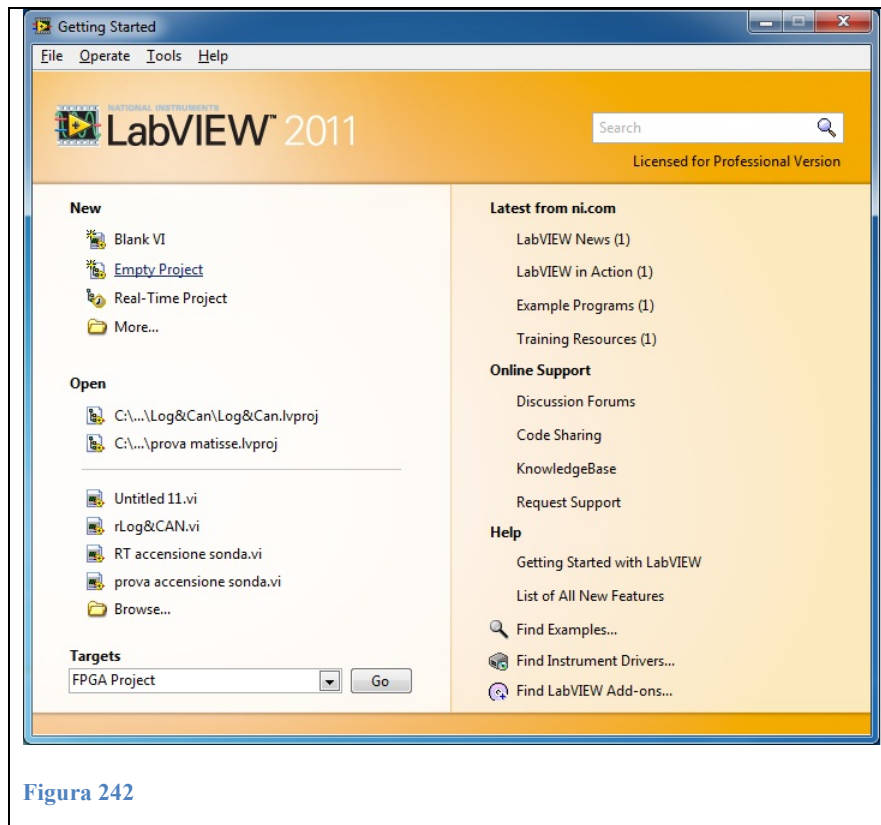 Getting Started
File Operate Tools Help
NATIONAL INSTRUMENTS
LabVIEW™ 2011
Search
Licensed for Professional Version
New
Blank VI
Empty Project
Real-Time Project
More...
Open
C:\...\Log&Can\Log&Can.lvproj
C:\...\prova matisse.lvproj
Untitled 11.vi
rLog&CAN.vi
RT accensione sonda.vi
prova accensione sonda.vi
Browse...
Targets
FPGA Project
Go
Latest from ni.com
LabVIEW News (1)
LabVIEW in Action (1)
Example Programs (1)
Training Resources (1)
Online Support
Discussion Forums
Code Sharing
KnowledgeBase
Request Support
Help
Getting Started with LabVIEW
List of All New Features
Find Examples...
Find Instrument Drivers...
Find LabVIEW Add-ons...
Figura 242